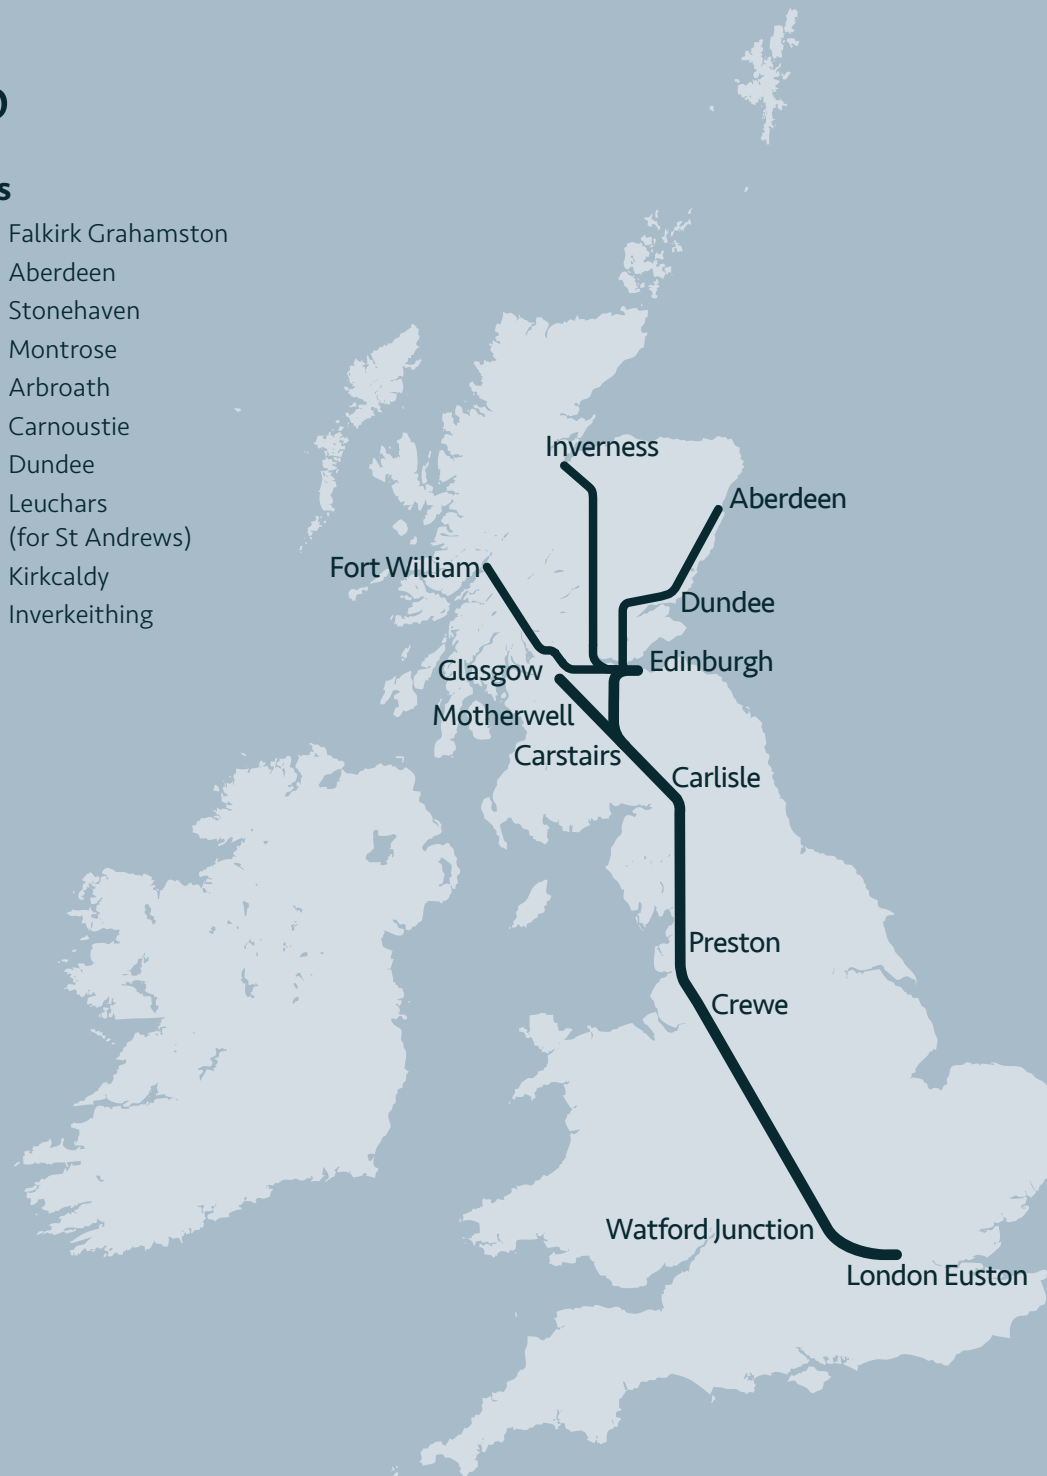 s
Falkirk Grahamston
Aberdeen
Stonehaven
Montrose
Arbroath
Carnoustie
Dundee
Leuchars
(for St Andrews)
Kirkcaldy
Inverkeithing
Inverness
Aberdeen
Fort William
Dundee
Edinburgh
Glasgow
Motherwell
Carstairs
Carlisle
Preston
Crewe
Watford Junction
London Euston